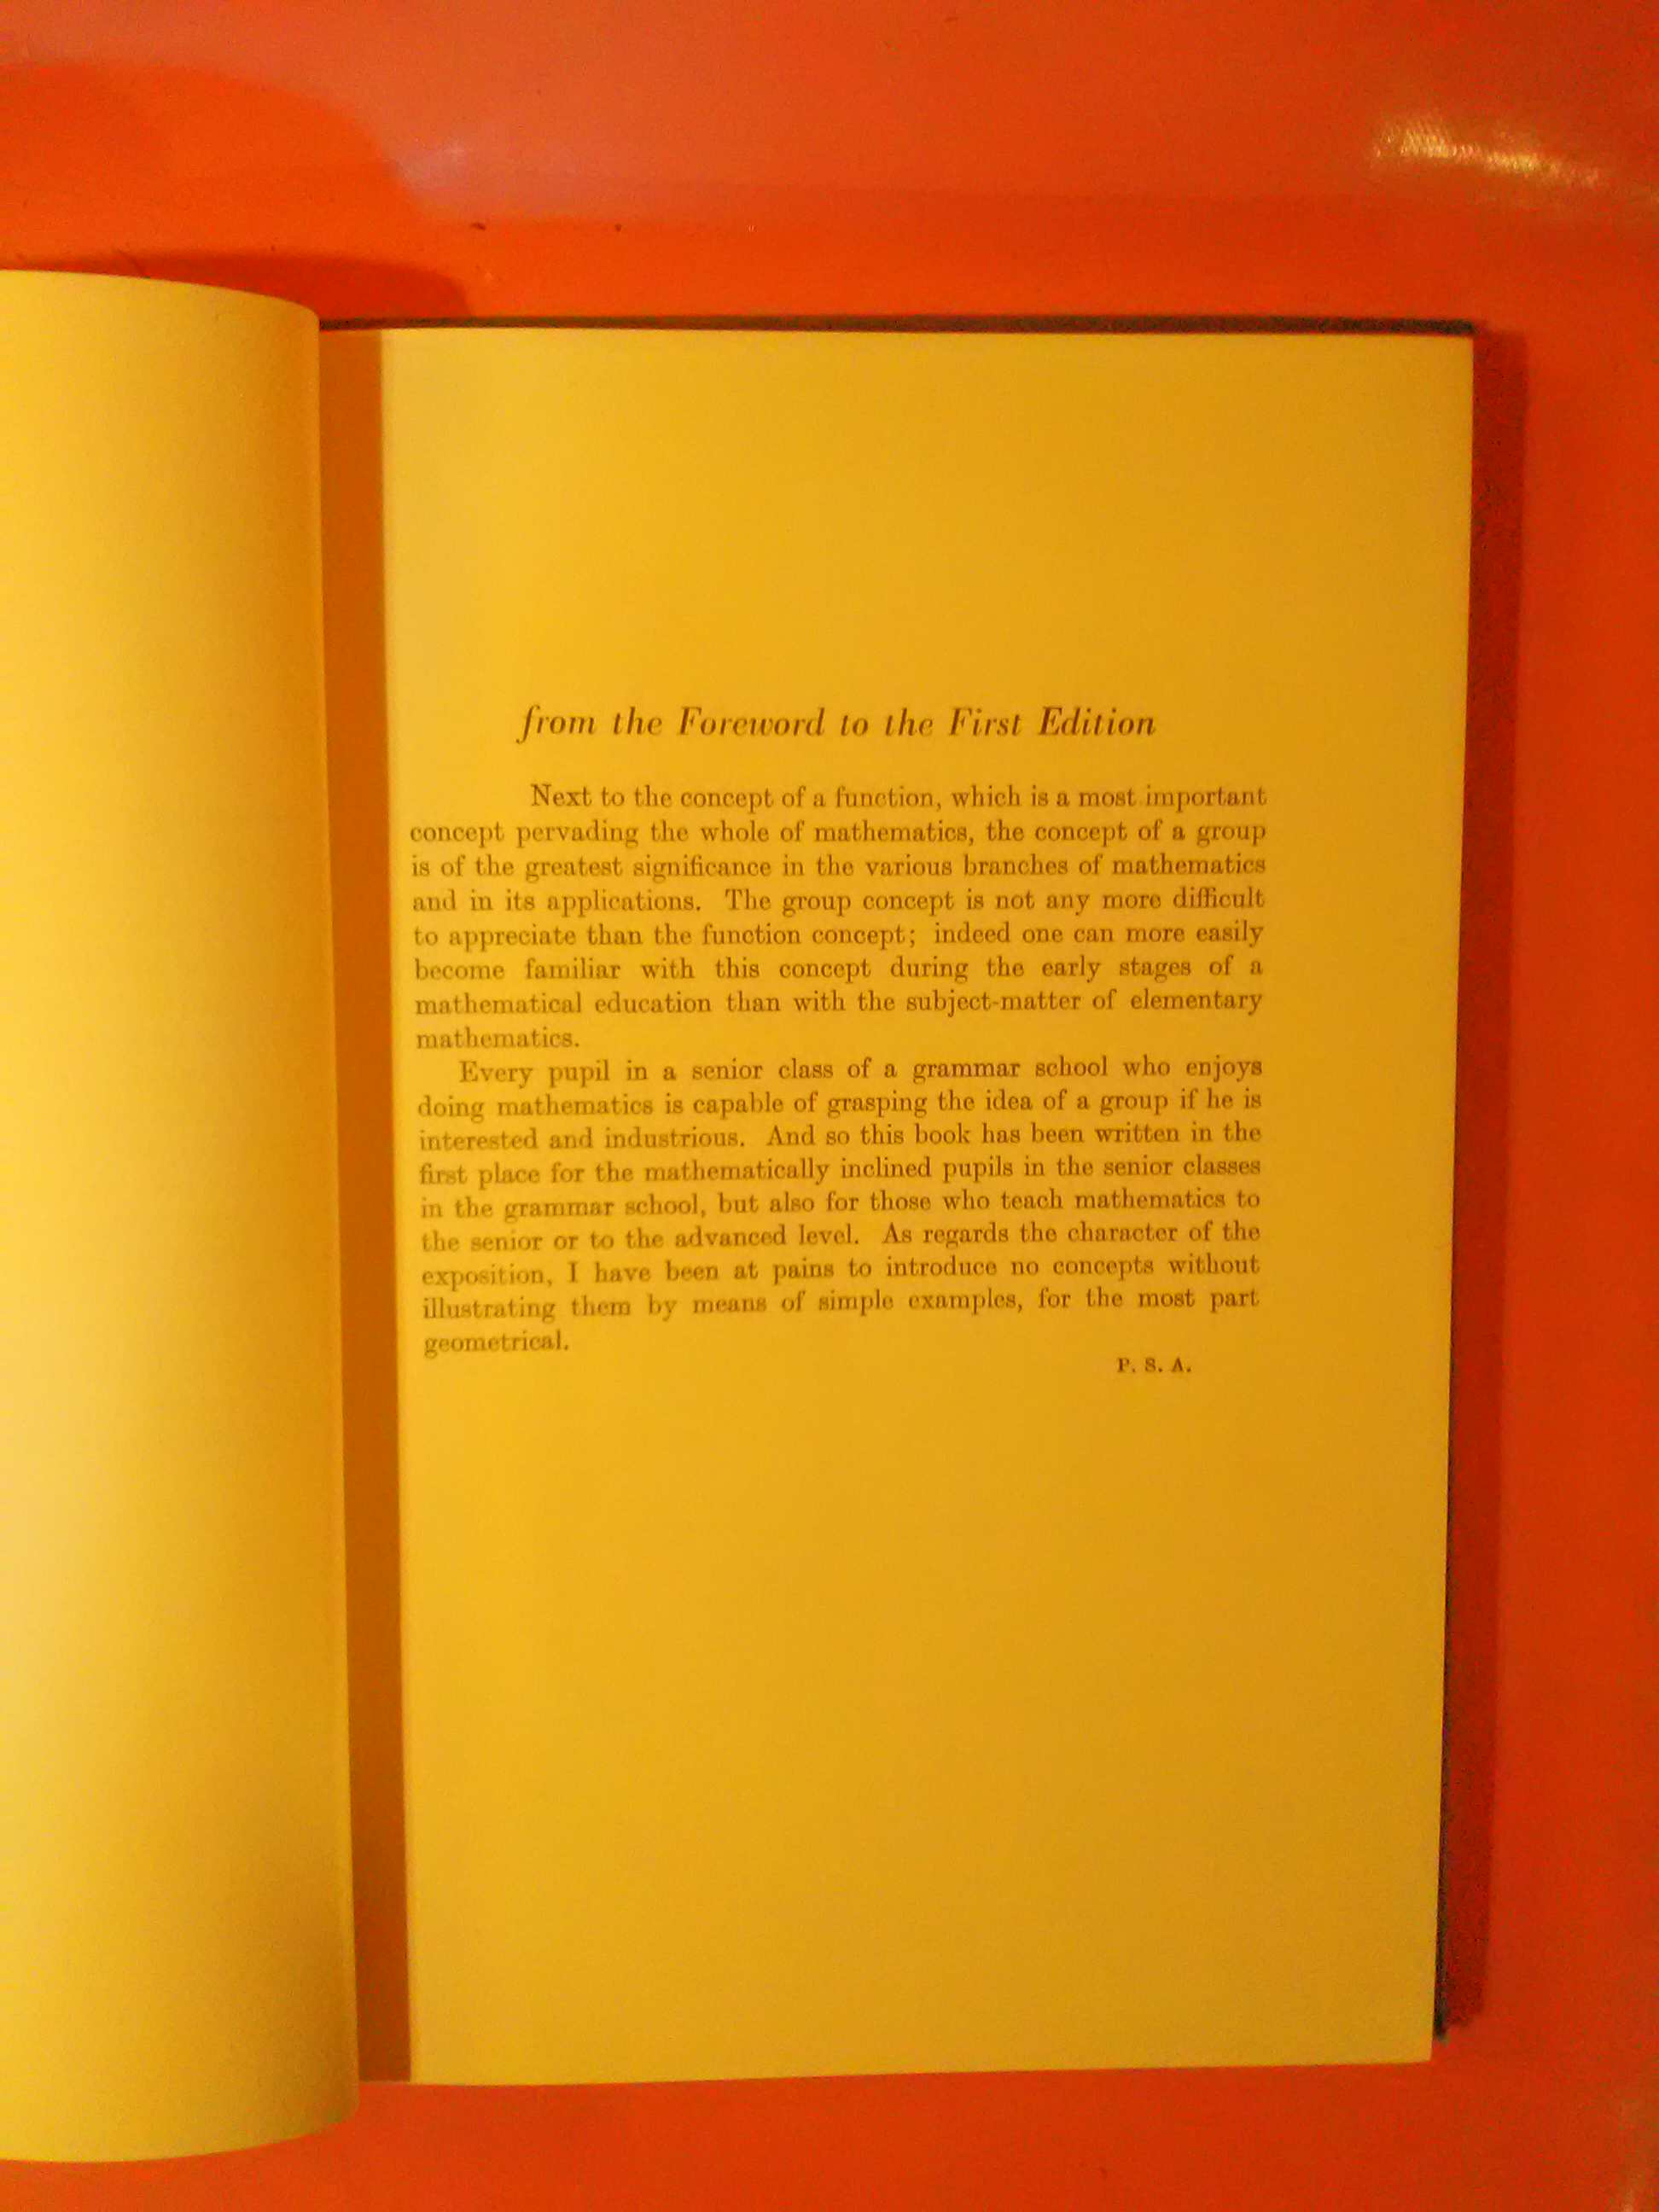 from the Foreword to the First Edition
Next to the concept of a function, which is a most important
concept pervading the whole of mathematics, the concept of a group
is of the greatest significance in the various branches of mathematics
and in its applications. The group concept is not any more difficult
to appreciate than the function concept; indeed one can more easily
become familiar with this concept during the early stages of a
mathematical education than with the subject-matter of elementary
mathematics.
Every pupil in a senior class of a grammar school who enjoys
doing mathematics is capable of grasping the idea of a group if he is
interested and industrious. And so this book has been written in the
first place for the mathematically inclined pupils in the senior classes
in the grammar school, but also for those who teach mathematics to
the senior or to the advanced level. As regards the character of the
exposition, I have been at pains to introduce no concepts without
illustrating them by means of simple examples, for the most part
geometrical.
P. S. A.